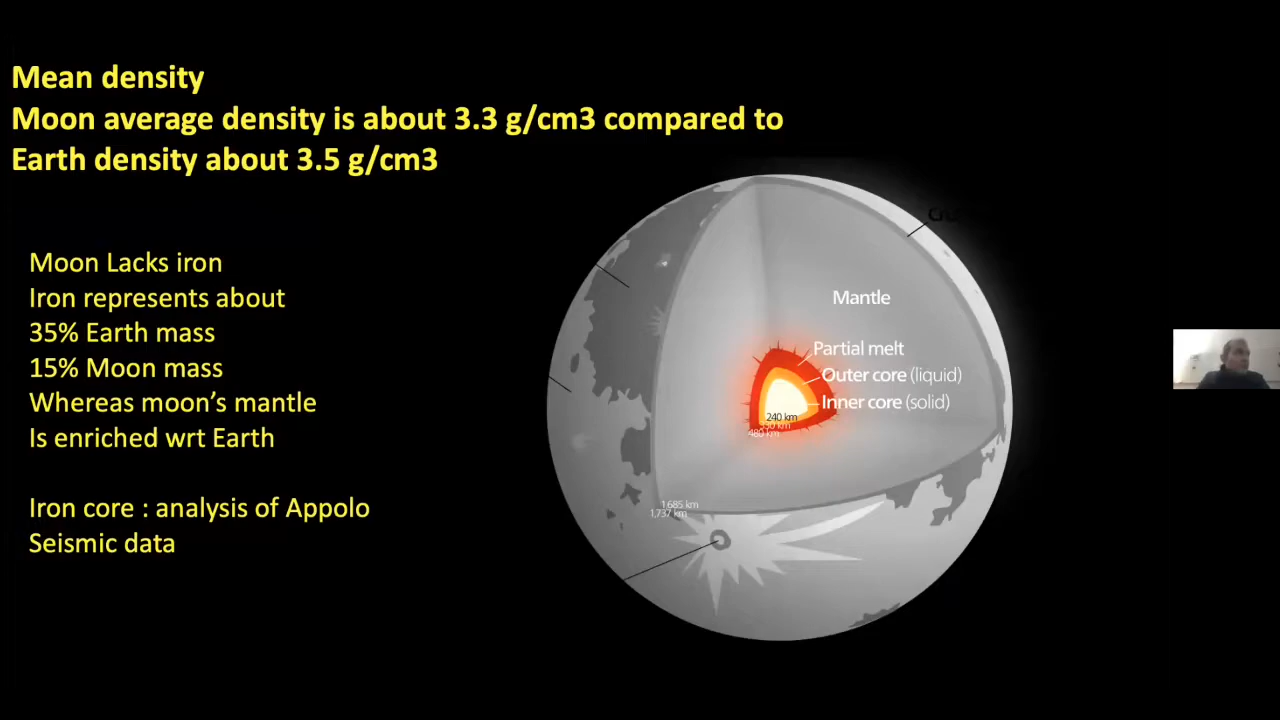 Mean density
Moon average density is about 3.3 g/cm3 compared to
Earth density about 3.5 g/cm3
Moon Lacks iron
Iron represents about
35% Earth mass
15% Moon mass
Whereas moon’s mantle
Is enriched wrt Earth
Iron core : analysis of Appolo
Seismic data
Mantle
Partial melt
Outer core (liquid)
Inner core (solid)
240 km
480 km
1,685 km
1,737 km